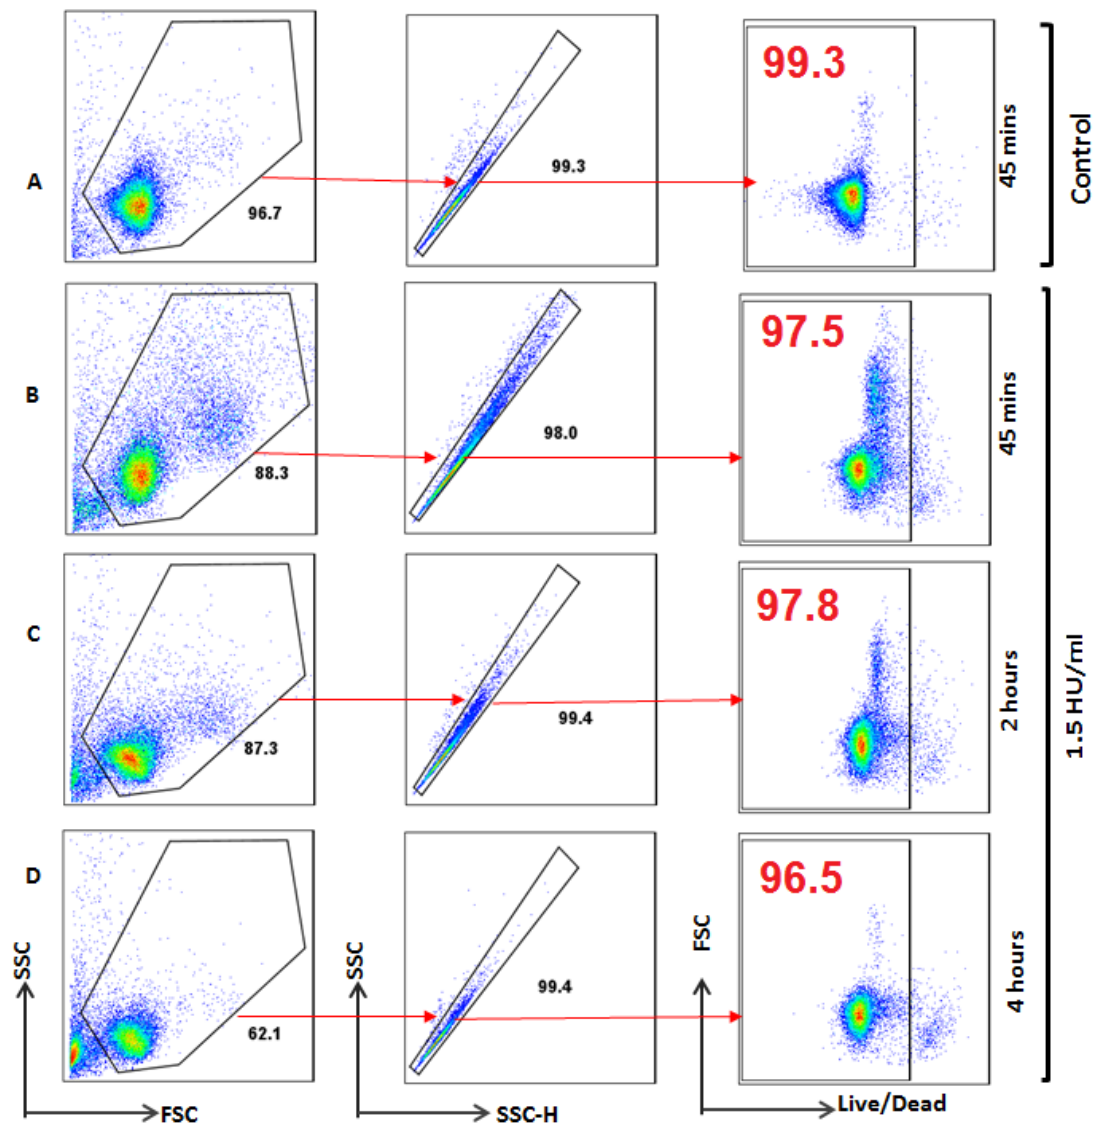 99.3
99.3
96.7
A
45 mins
Control
97.5
98.0
88.3
B
45 mins
97.8
99.4
87.3
C
2 hours
1.5 HU/ml
96.5
99.4
62.1
D
4 hours
SSC
SSC
FSC
FSC
SSC-H
Live/Dead